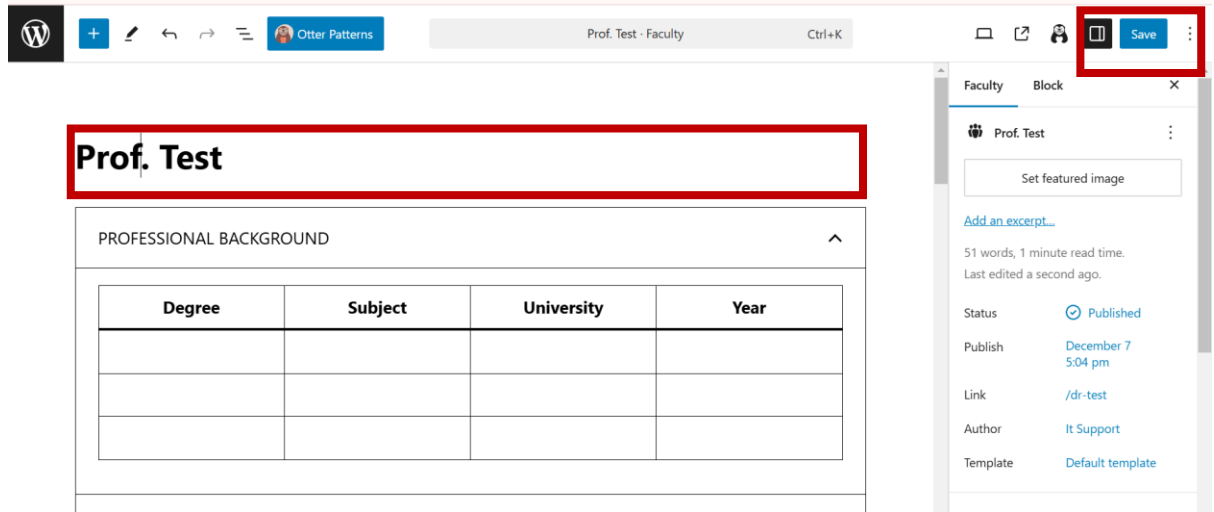 Otter Patterns
Prof. Test · Faculty
Ctrl+K
Save
Prof. Test
PROFESSIONAL BACKGROUND
Degree Subject University Year
Faculty Block
Prof. Test
Set featured image
Add an excerpt...
51 words, 1 minute read time.
Last edited a second ago.
Status Published
Publish December 7
5:04 pm
Link /dr-test
Author It Support
Template Default template